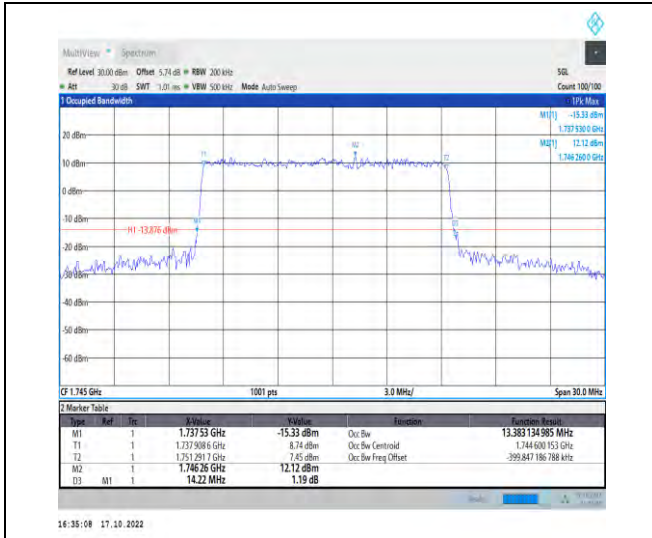 MultiView Spectrum
Ref Level 30.00 dBm Offset 5.74 dB RBW 200 kHz SGL
Att 30 dB SWT 1.01 ms VBW 500 kHz Mode Auto Sweep Count 100/100
1 Occupied Bandwidth 1Pk Max
M1[1] -15.33 dBm
1.737 530 0 GHz
M2[1] 12.12 dBm
1.746 260 0 GHz
20 dBm
M2
T1
T2
10 dBm
0 dBm
-10 dBm
H1 -13.876 dBm
-20 dBm
-40 dBm
-50 dBm
-60 dBm
CF 1.745 GHz 1001 pts 3.0 MHz/ Span 30.0 MHz
2 Marker Table
Type Ref Trc X-Value Y-Value Function Function Result
M1 1 1.737 53 GHz -15.33 dBm Occ Bw 13.383 134 985 MHz
T1 1 1.737 908 6 GHz 8.74 dBm Occ Bw Centroid 1.744 600 153 GHz
T2 1 1.751 291 7 GHz 7.45 dBm Occ Bw Freq Offset -399.847 186 788 kHz
M2 1 1.746 26 GHz 12.12 dBm
D3 M1 1 14.22 MHz 1.19 dB
16:35:08 17.10.2022